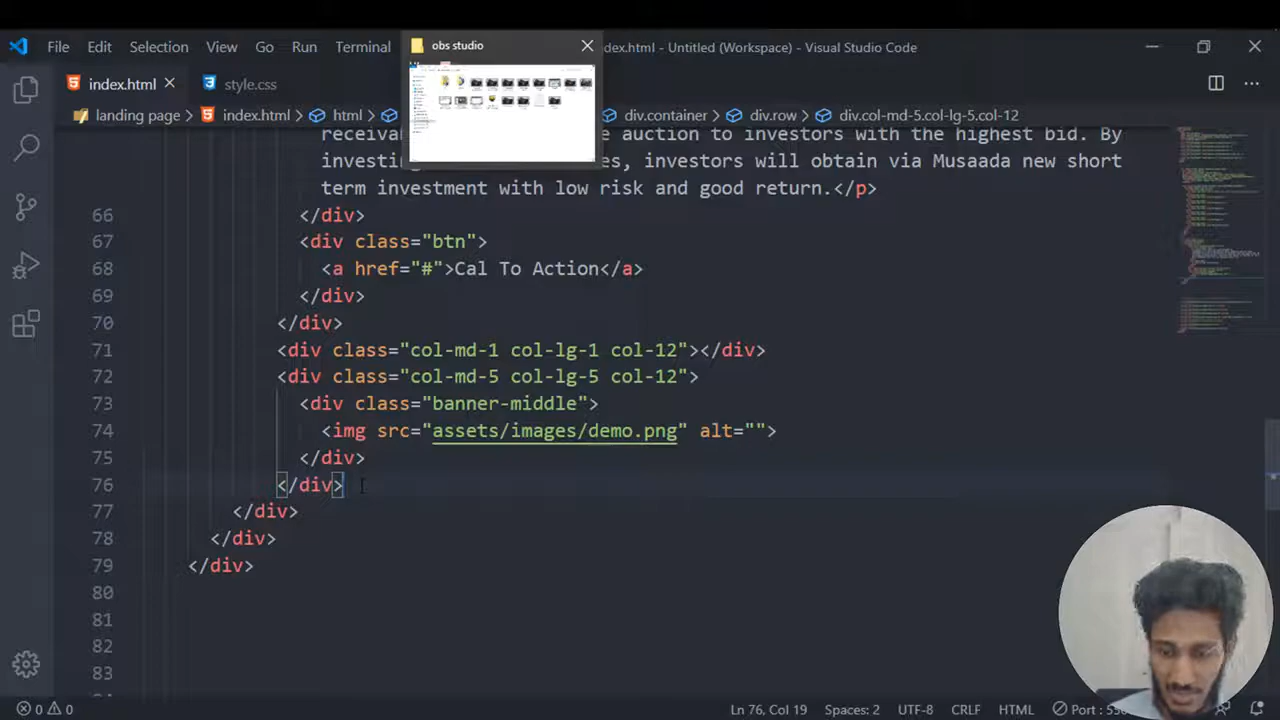 File Edit Selection View Go Run Terminal
obs studio
dex.html - Untitled (Workspace) - Visual Studio Code
index.html
style.css
landing page > index.html > html
div.container > div.row > div.col-md-5.col-lg-5.col-12
receiva e auction to investors with the highest bid. By
investing es, investors will obtain via Musaada new short
term investment with low risk and good return.</p>
66 </div>
67 <div class="btn">
68 <a href="#">Cal To Action</a>
69 </div>
70 </div>
71 <div class="col-md-1 col-lg-1 col-12"></div>
72 <div class="col-md-5 col-lg-5 col-12">
73 <div class="banner-middle">
74 <img src="assets/images/demo.png" alt="">
75 </div>
76 </div>
77 </div>
78 </div>
79 </div>
80
81
82
83
0 0 Ln 76, Col 19 Spaces: 2 UTF-8 CRLF HTML Port : 55